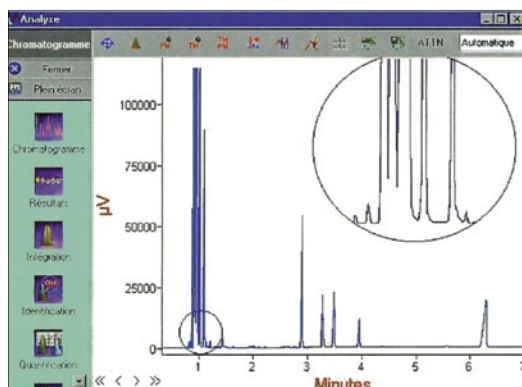 Analyse
Chromatogramme
Fermer
Plein écran
ATTN
Automatique
Chromatogramme
Résultats
Intégration
Identification
Quantification
100000
75000
50000
25000
0
µV
1 2 3 4 5 6 7
Minutes